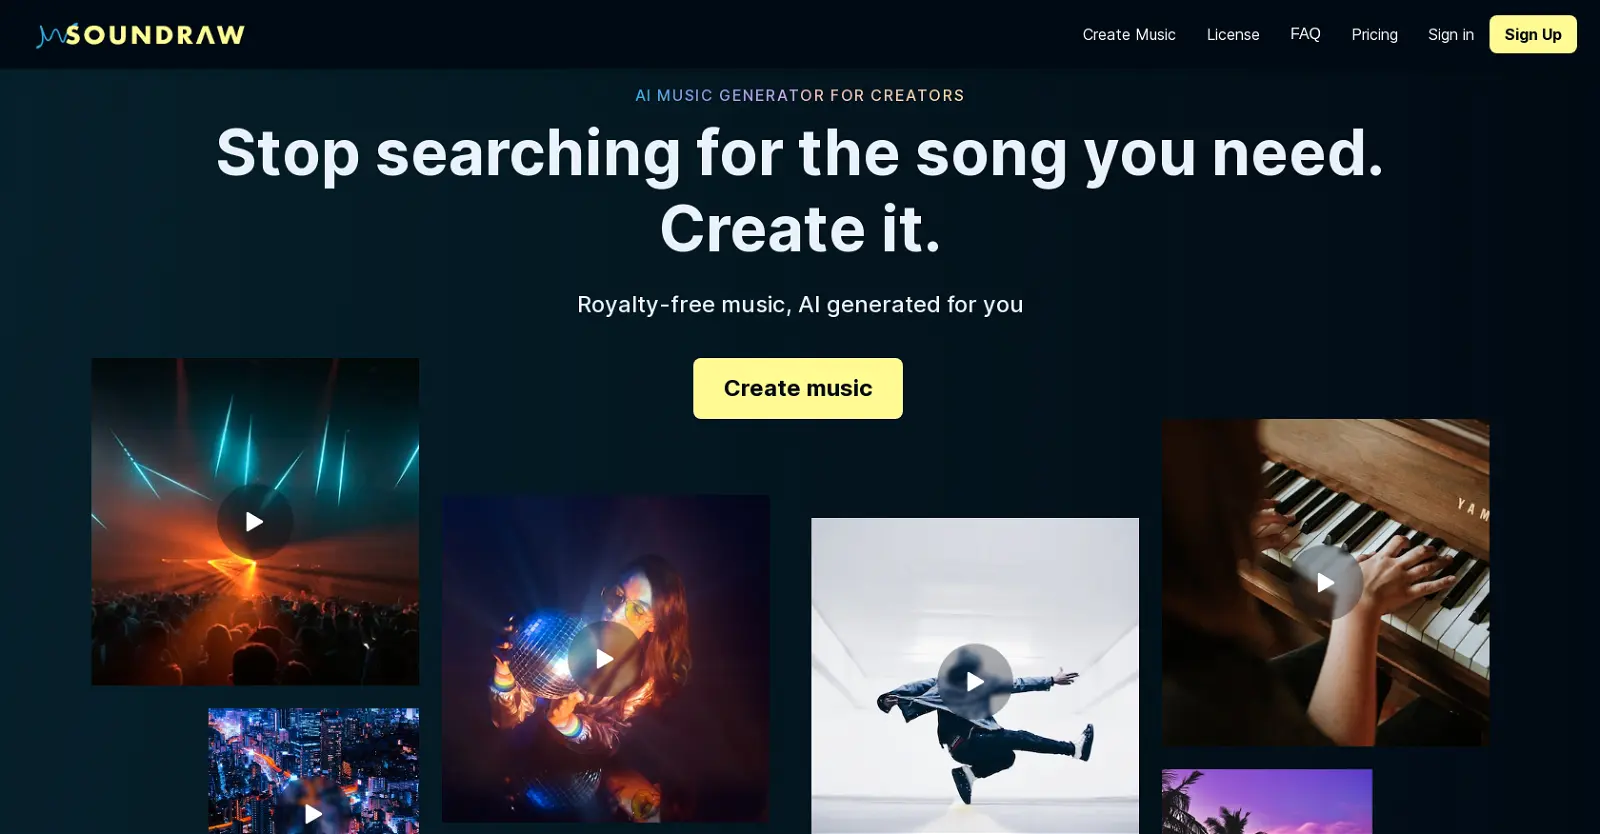 SOUNDRAW
Create Music
License
FAQ
Pricing
Sign in
Sign Up
AI MUSIC GENERATOR FOR CREATORS
Stop searching for the song you need.
Create it.
Royalty-free music, AI generated for you
Create music
YAM